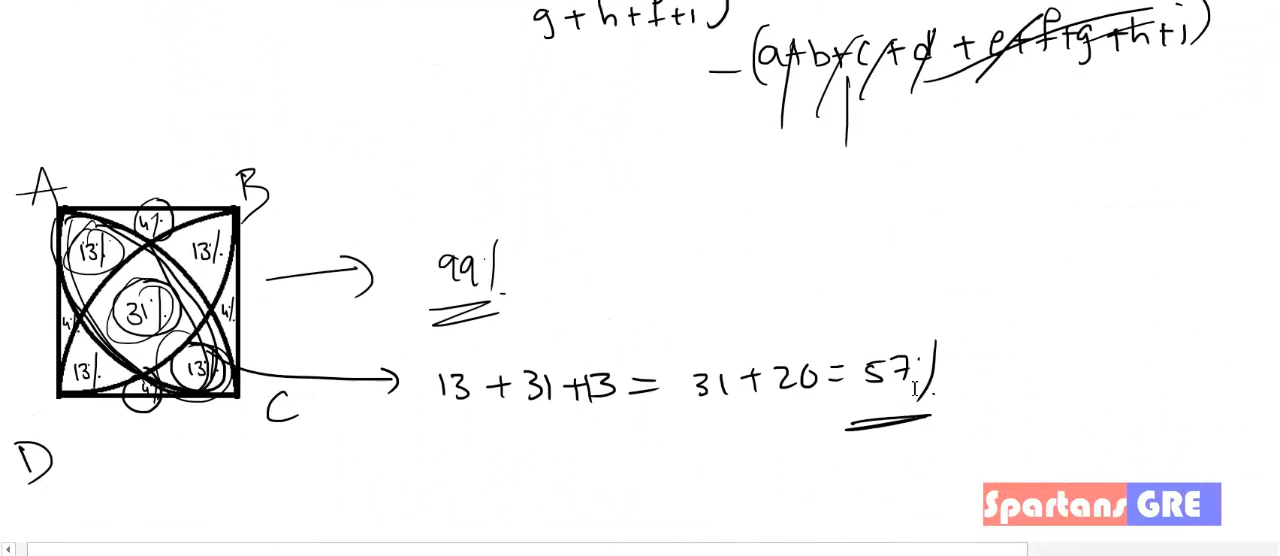 g + h + f + i )
- (a + b + c + d + e + f + g + h + i)
A
B
4%
13%
13%
31%
4%
4%
13%
13%
4%
C
D
99%
13 + 31 + 13 = 31 + 20 = 57%
Spartans GRE